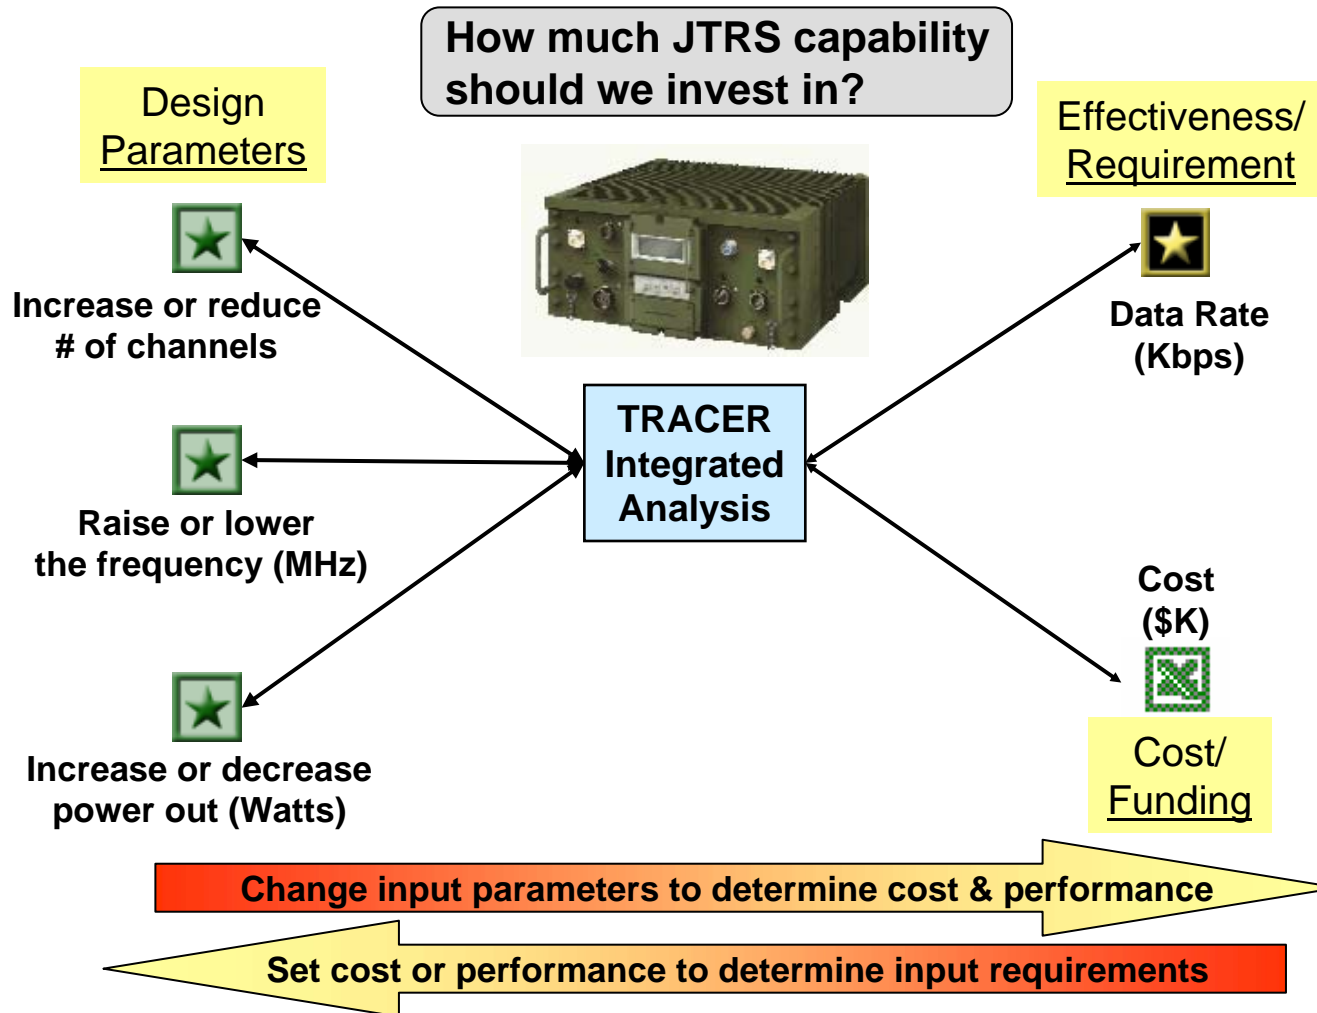 How much JTRS capability
should we invest in?
Design
Parameters
Effectiveness/
Requirement
Increase or reduce
# of channels
Data Rate
(Kbps)
TRACER
Integrated
Analysis
Raise or lower
the frequency (MHz)
Cost
($K)
Increase or decrease
power out (Watts)
Cost/
Funding
Change input parameters to determine cost & performance
Set cost or performance to determine input requirements